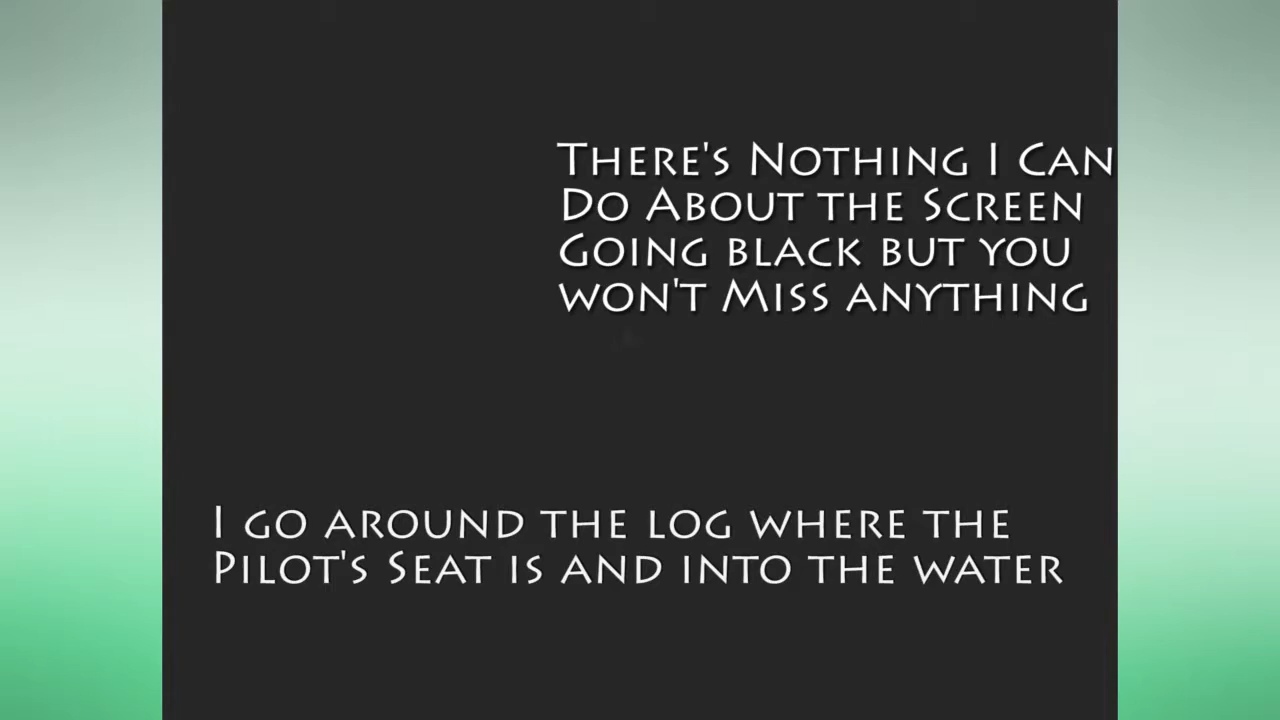 There's Nothing I Can
Do About the Screen
Going black but you
won't Miss anything
I go around the log where the
Pilot's Seat is and into the water